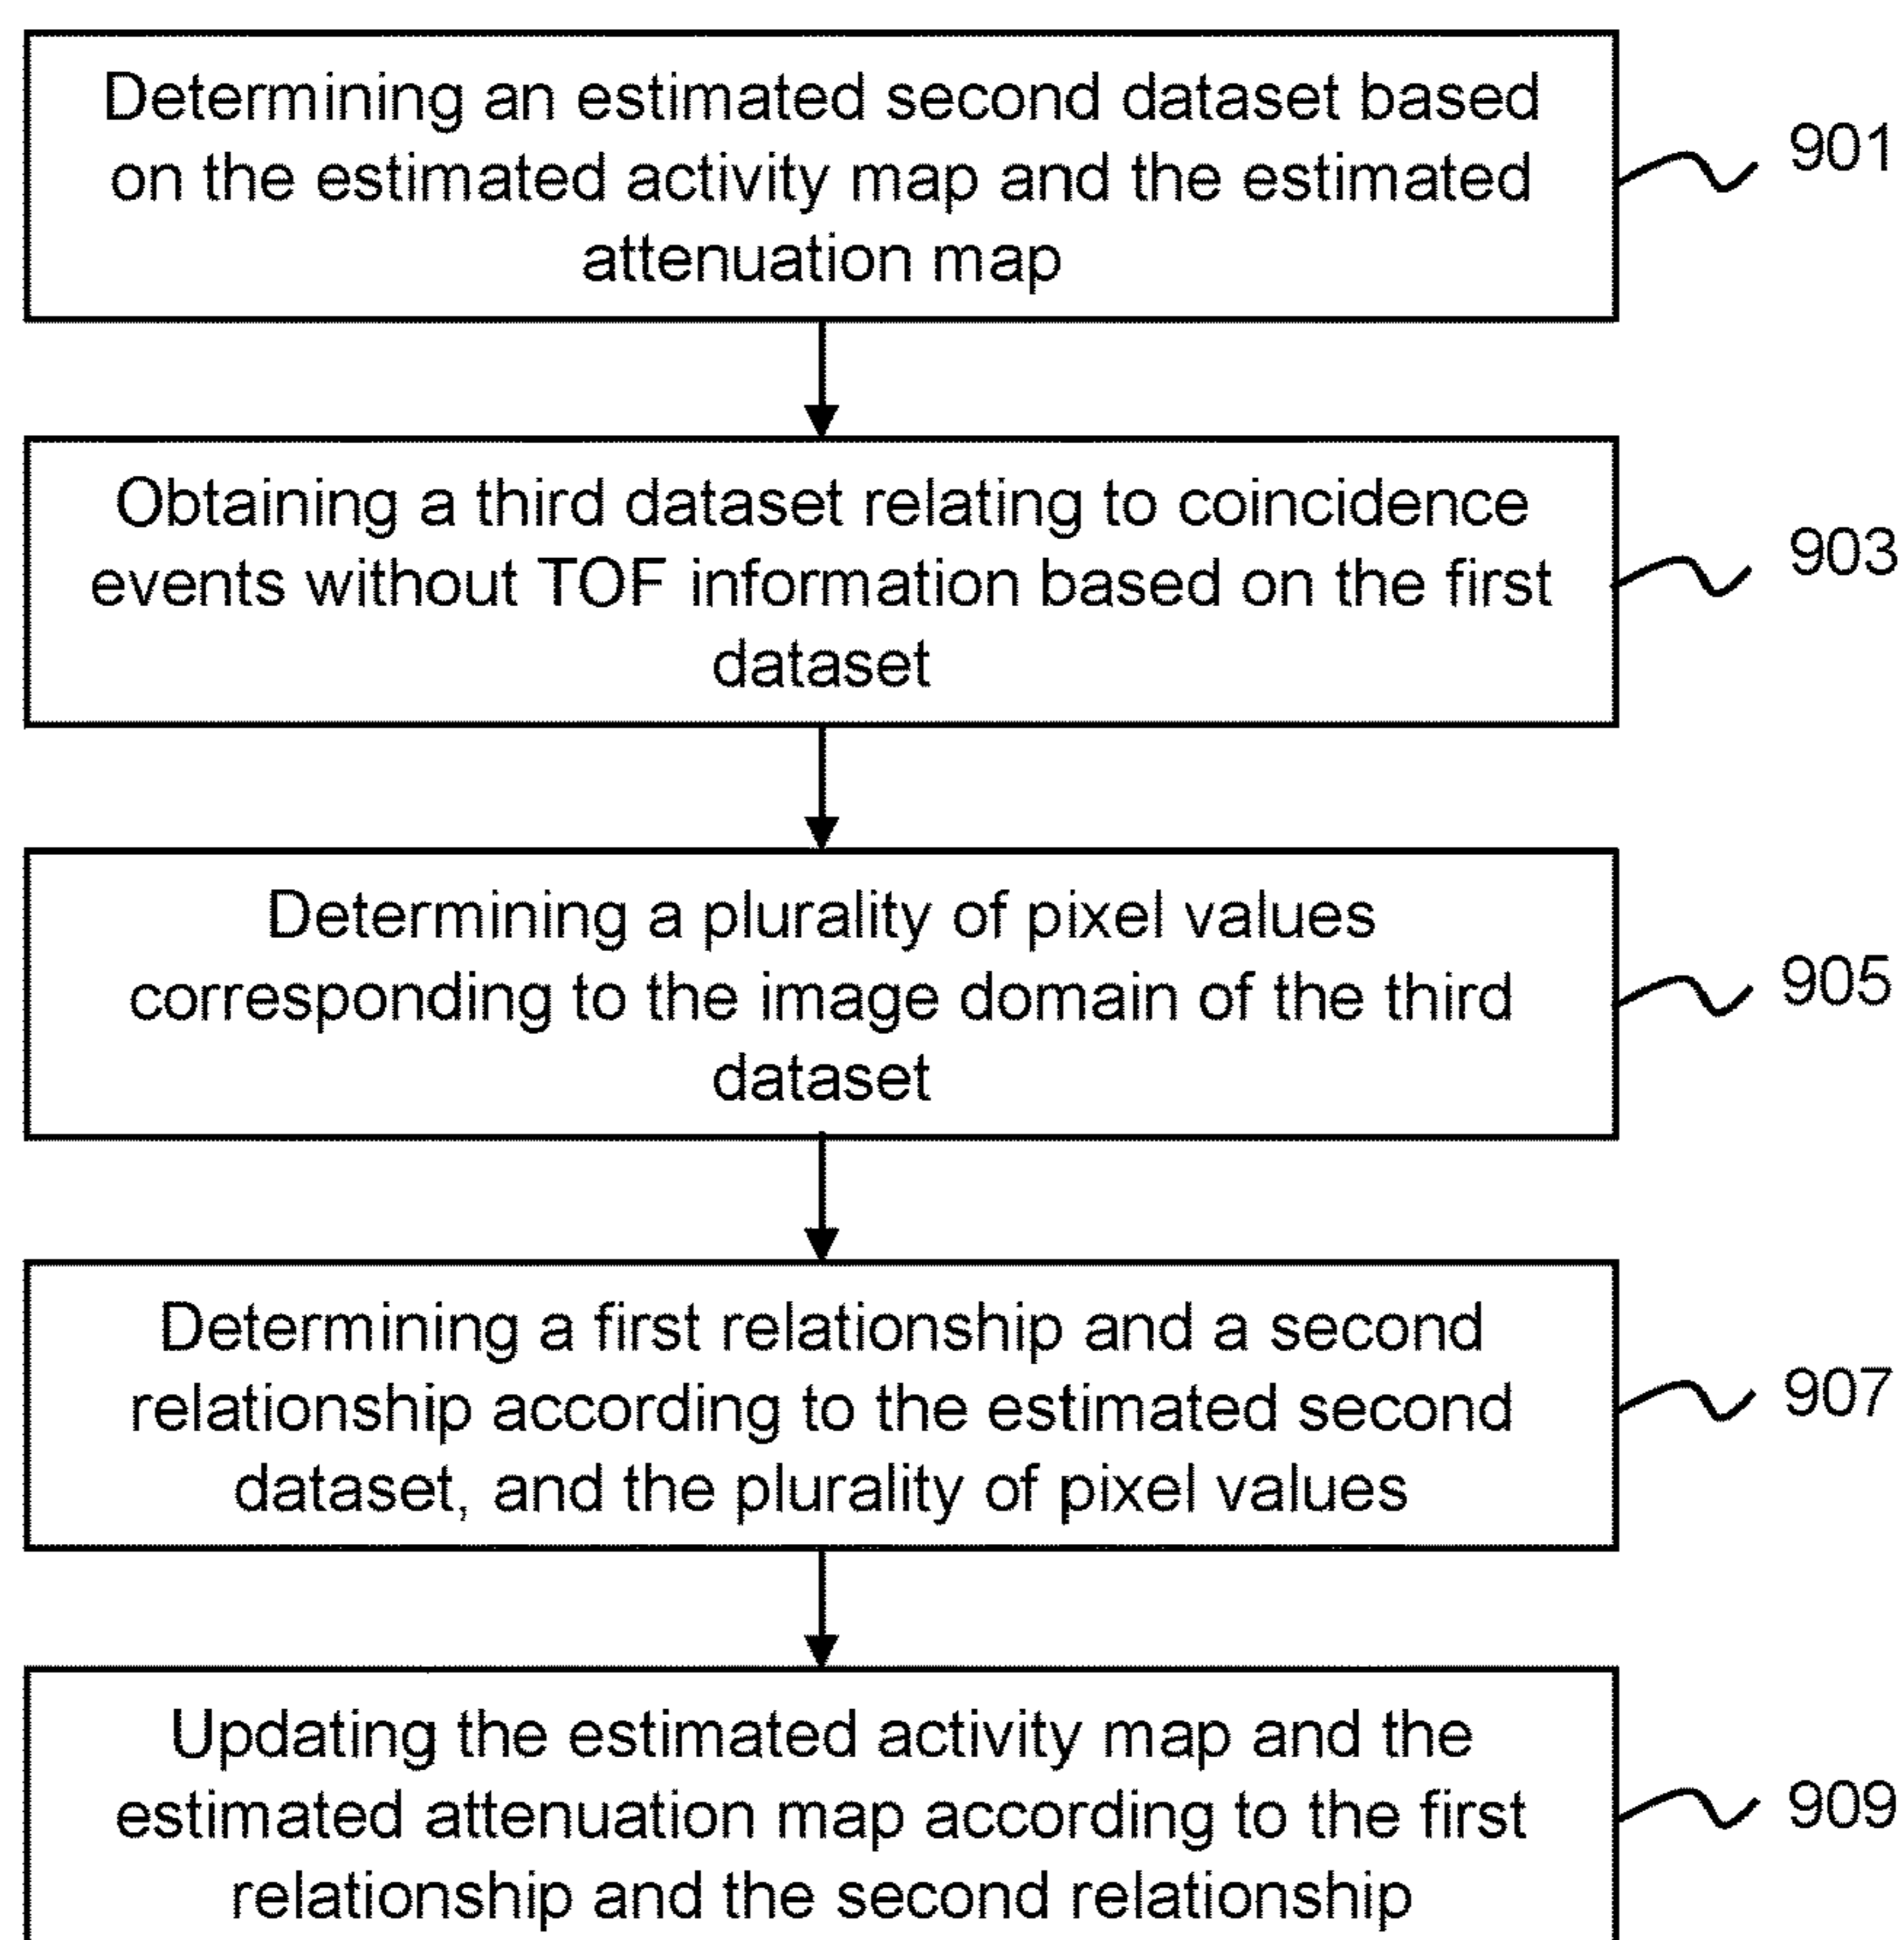 Determining an estimated second dataset based
on the estimated activity map and the estimated
attenuation map
901
Obtaining a third dataset relating to coincidence
events without TOF information based on the first
dataset
903
Determining a plurality of pixel values
corresponding to the image domain of the third
dataset
905
Determining a first relationship and a second
relationship according to the estimated second
dataset, and the plurality of pixel values
907
Updating the estimated activity map and the
estimated attenuation map according to the first
relationship and the second relationship
909